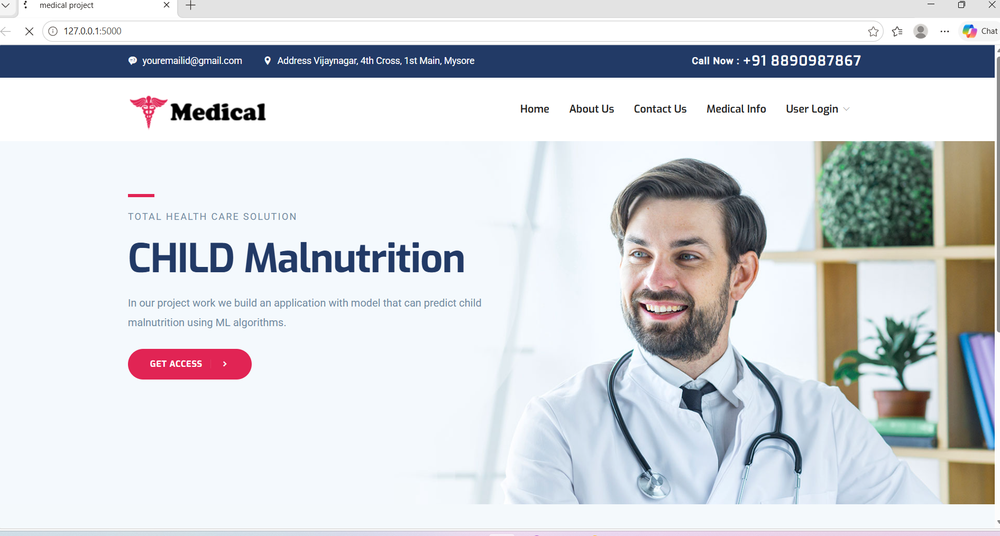 medical project
127.0.0.1:5000
Chat
youremailid@gmail.com
Address Vijaynagar, 4th Cross, 1st Main, Mysore
Call Now : +91 8890987867
Medical
Home
About Us
Contact Us
Medical Info
User Login
TOTAL HEALTH CARE SOLUTION
CHILD Malnutrition
In our project work we build an application with model that can predict child
malnutrition using ML algorithms.
GET ACCESS